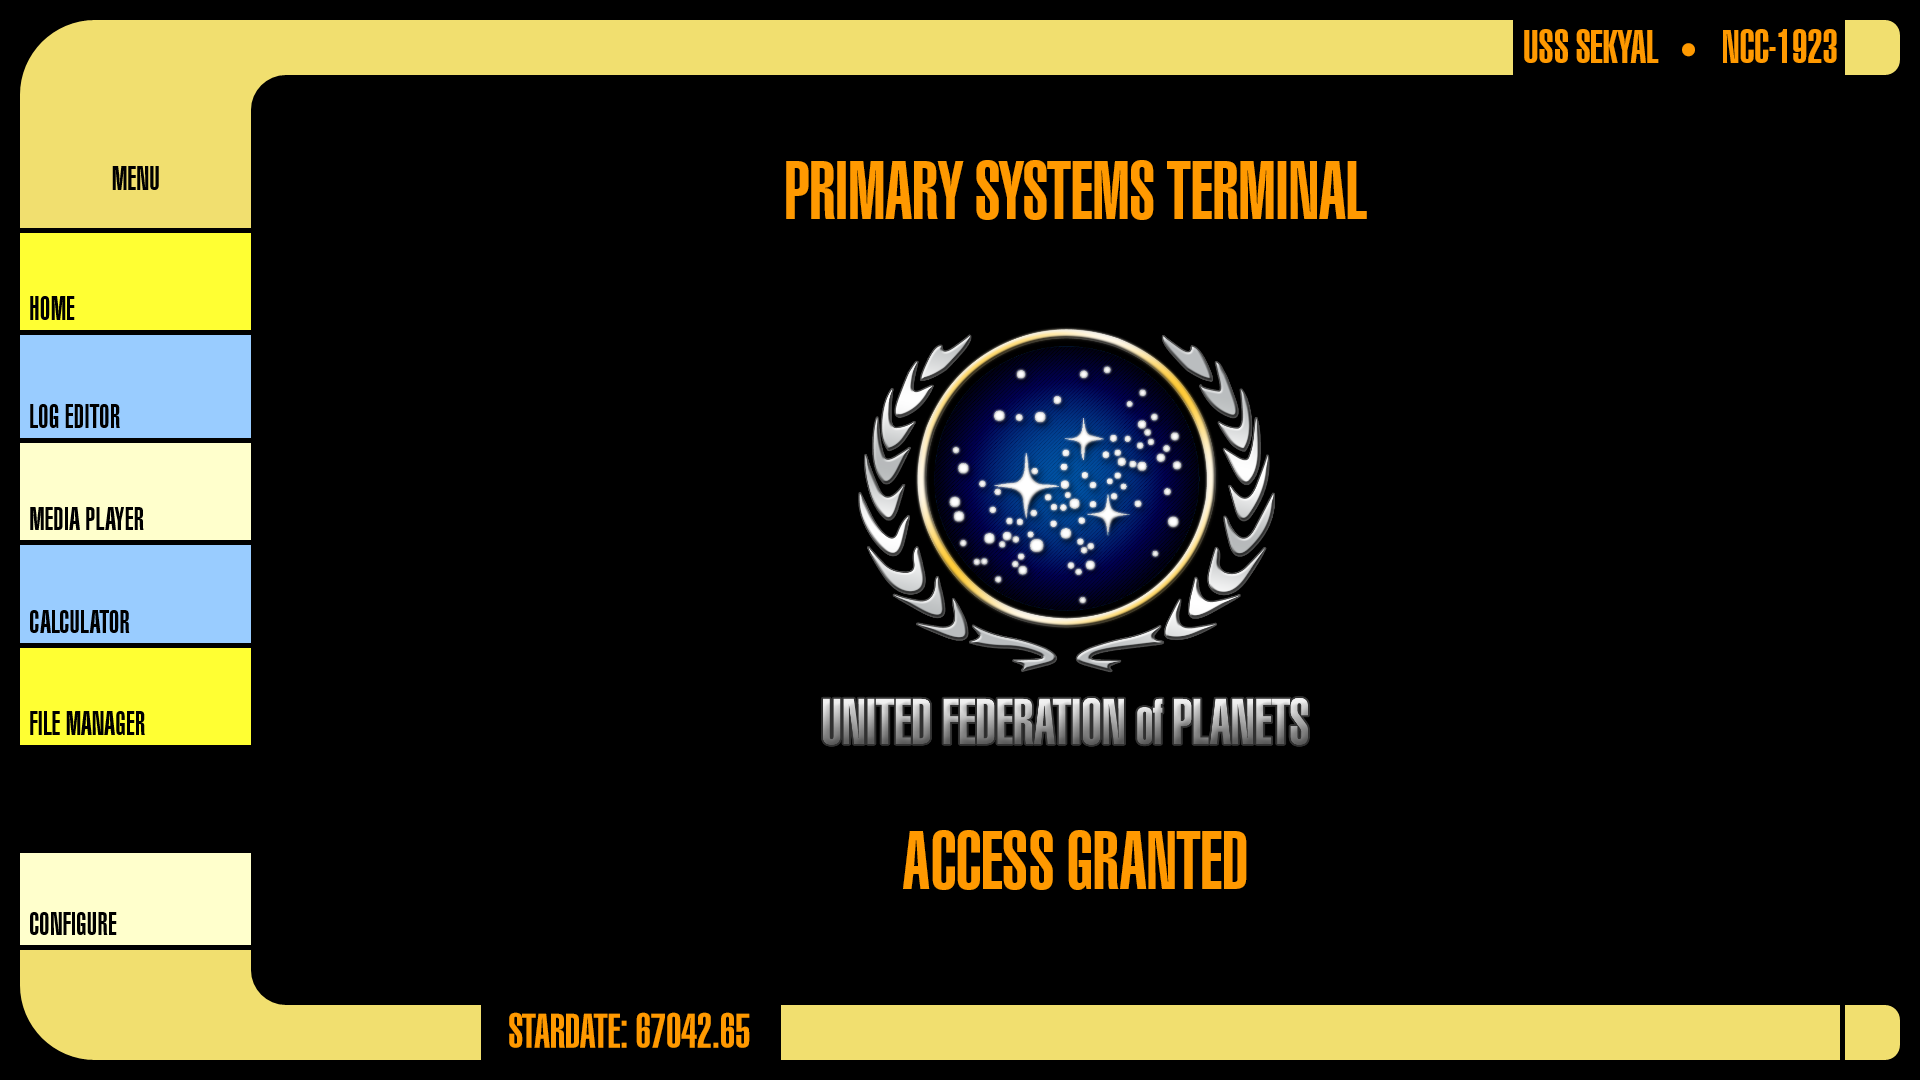 USS SEKYAL • NCC-1923
MENU
HOME
LOG EDITOR
MEDIA PLAYER
CALCULATOR
FILE MANAGER
CONFIGURE
PRIMARY SYSTEMS TERMINAL
UNITED FEDERATION of PLANETS
ACCESS GRANTED
STARDATE: 67042.65